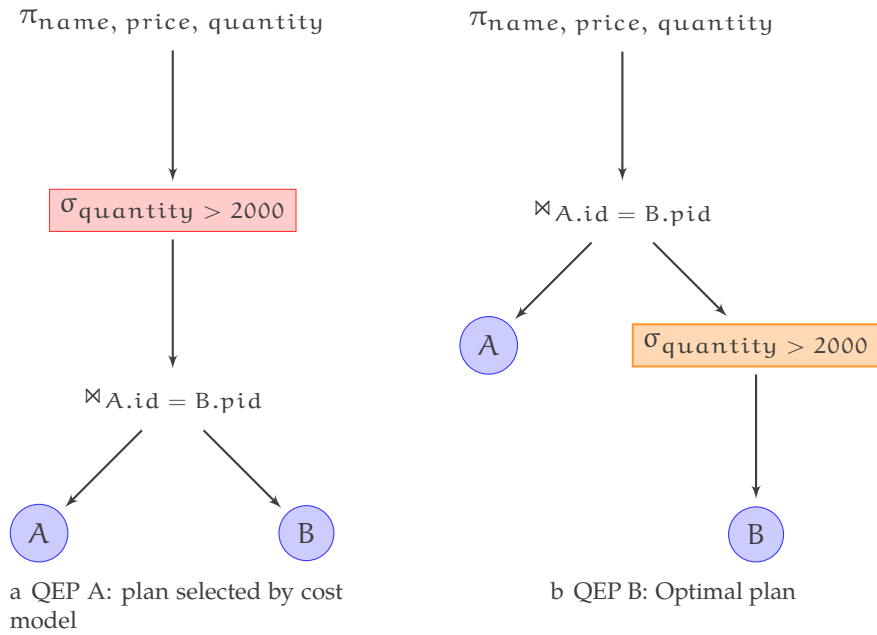 πname, price, quantity
σquantity > 2000
⋈A.id = B.pid
A
B
a QEP A: plan selected by cost
model
πname, price, quantity
⋈A.id = B.pid
A
σquantity > 2000
B
b QEP B: Optimal plan